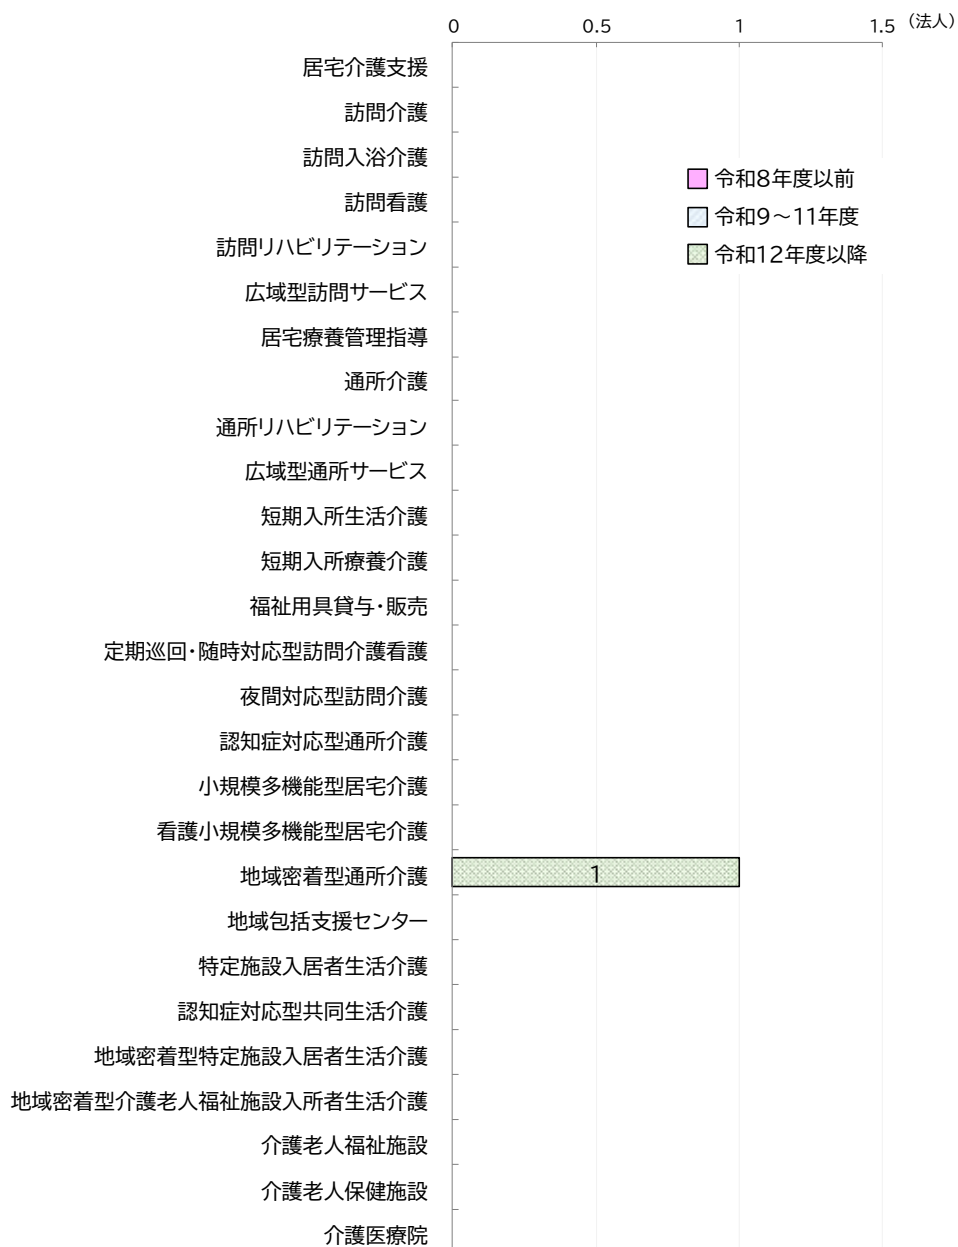 0 0.5 1 1.5 （法人）
居宅介護支援
訪問介護
訪問入浴介護
訪問看護
訪問リハビリテーション
広域型訪問サービス
居宅療養管理指導
通所介護
通所リハビリテーション
広域型通所サービス
短期入所生活介護
短期入所療養介護
福祉用具貸与・販売
定期巡回・随時対応型訪問介護看護
夜間対応型訪問介護
認知症対応型通所介護
小規模多機能型居宅介護
看護小規模多機能型居宅介護
地域密着型通所介護
1
地域包括支援センター
特定施設入居者生活介護
認知症対応型共同生活介護
地域密着型特定施設入居者生活介護
地域密着型介護老人福祉施設入所者生活介護
介護老人福祉施設
介護老人保健施設
介護医療院
令和8年度以前
令和9～11年度
令和12年度以降